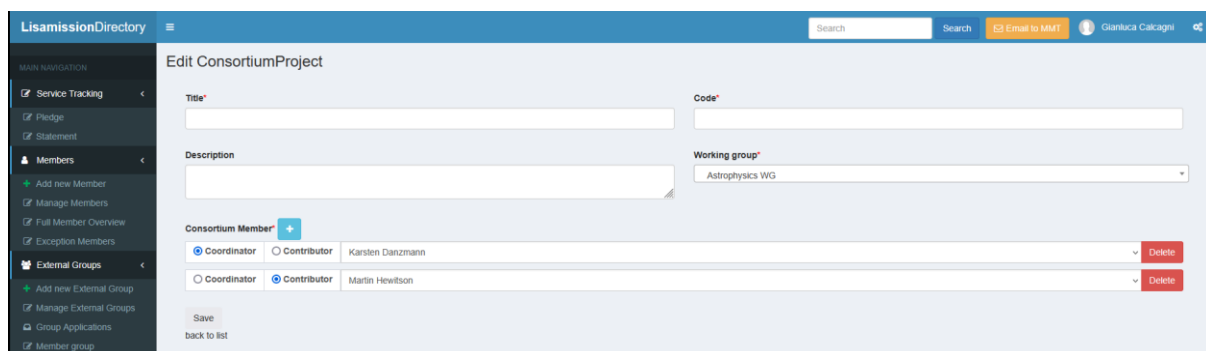 LisamissionDirectory
Search
Search
Email to MMT
Gianluca Calcagni
MAIN NAVIGATION
Service Tracking
Pledge
Statement
Members
Add new Member
Manage Members
Full Member Overview
Exception Members
External Groups
Add new External Group
Manage External Groups
Group Applications
Member group
Edit ConsortiumProject
Title*
Code*
Description
Working group*
Astrophysics WG
Consortium Member* +
Coordinator Contributor Karsten Danzmann Delete
Coordinator Contributor Martin Hewitson Delete
Save
back to list